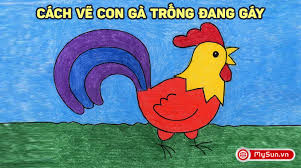 CÁCH VẼ CON GÀ TRỐNG ĐANG GÁY
MySun.vn